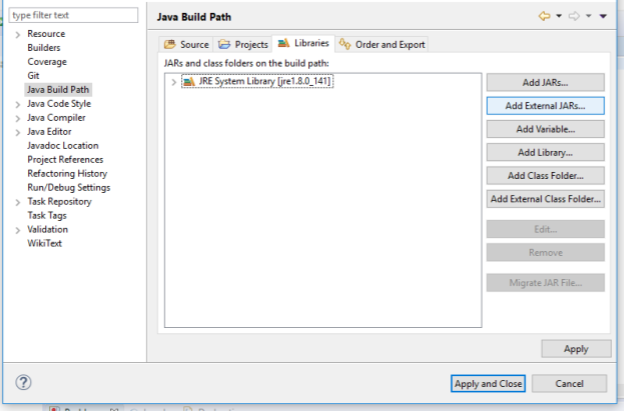 type filter text
Resource
Builders
Coverage
Git
Java Build Path
Java Code Style
Java Compiler
Java Editor
Javadoc Location
Project References
Refactoring History
Run/Debug Settings
Task Repository
Task Tags
Validation
WikiText
Java Build Path
Source Projects Libraries Order and Export
JARs and class folders on the build path:
JRE System Library [jre1.8.0_141]
Add JARs...
Add External JARs...
Add Variable...
Add Library...
Add Class Folder...
Add External Class Folder...
Edit...
Remove
Migrate JAR File...
Apply
Apply and Close Cancel